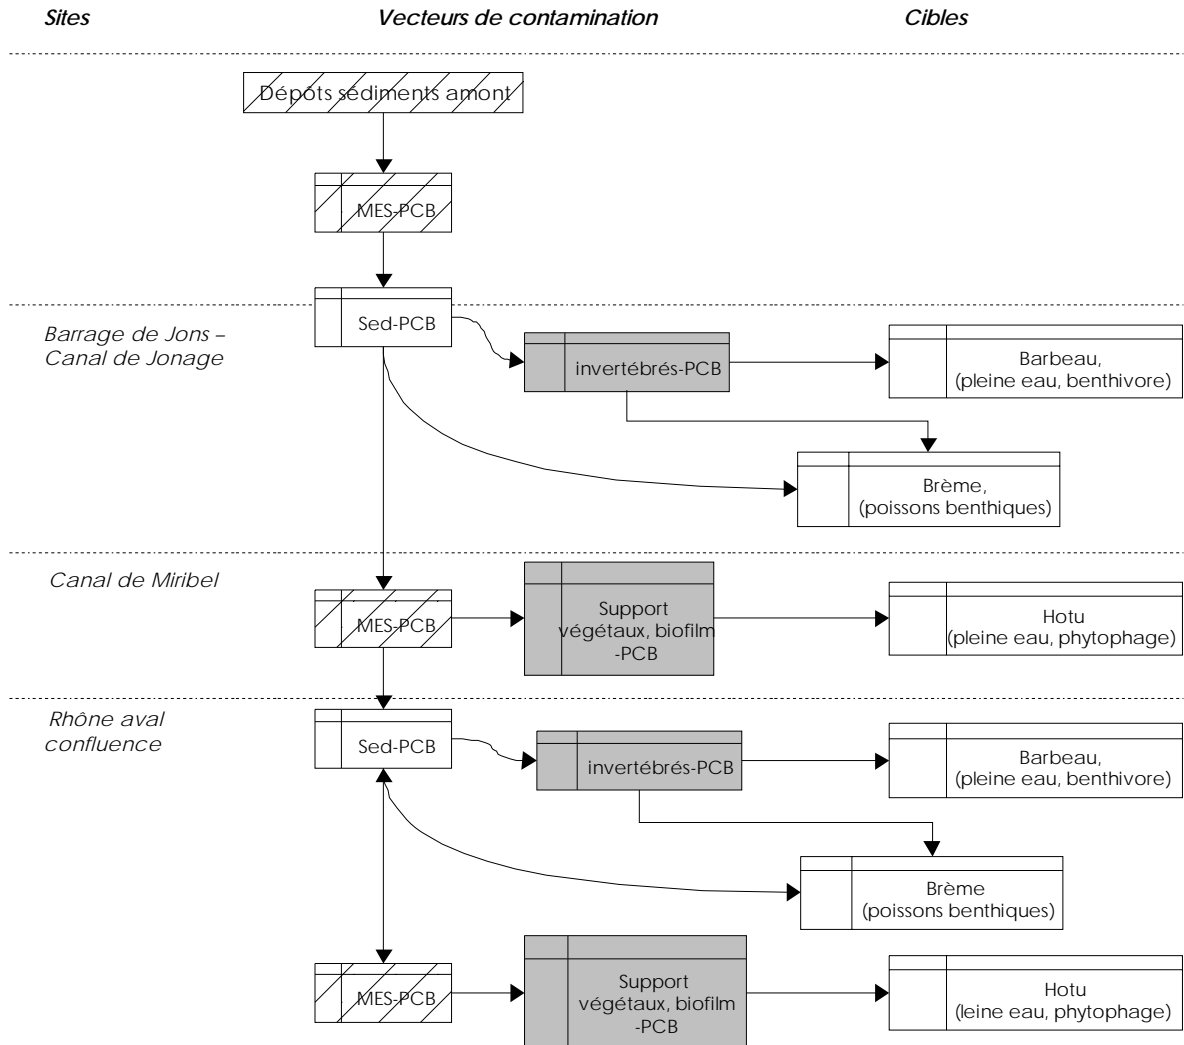 Sites
Vecteurs de contamination
Cibles
Dépôts sédiments amont
MES-PCB
Sed-PCB
Barrage de Jons –
Canal de Jonage
invertébrés-PCB
Barbeau,
(pleine eau, benthivore)
Brème,
(poissons benthiques)
Canal de Miribel
MES-PCB
Support
végétaux, biofilm
-PCB
Hotu
(pleine eau, phytophage)
Rhône aval
confluence
Sed-PCB
invertébrés-PCB
Barbeau,
(pleine eau, benthivore)
Brème
(poissons benthiques)
MES-PCB
Support
végétaux, biofilm
-PCB
Hotu
(leine eau, phytophage)